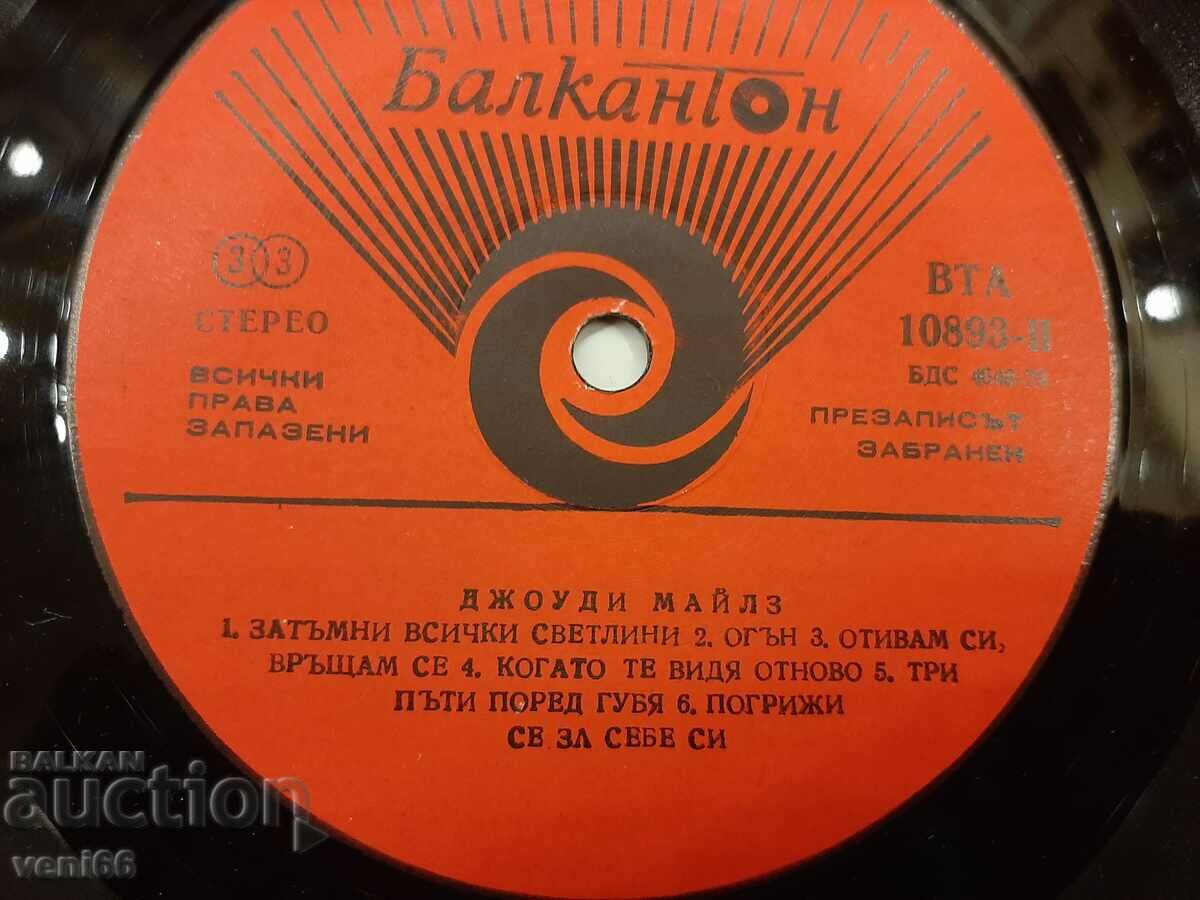 Балкантон
33
СТЕРЕО
ВСИЧКИ
ПРАВА
ЗАПАЗЕНИ
ВТА
10893-II
БДС
ПРЕЗАПИСЪТ
ЗАБРАНЕН
ДЖОУДИ МАЙЛЗ
1. ЗАТЪМНИ ВСИЧКИ СВЕТЛИНИ 2. ОГЪН 3. ОТИВАМ СИ,
ВРЪЩАМ СЕ 4. КОГАТО ТЕ ВИДЯ ОТНОВО 5. ТРИ
ПЪТИ ПОРЕД ГУБЯ 6. ПОГРИЖИ
СЕ ЗА СЕБЕ СИ
BALKAN
auction
veni66